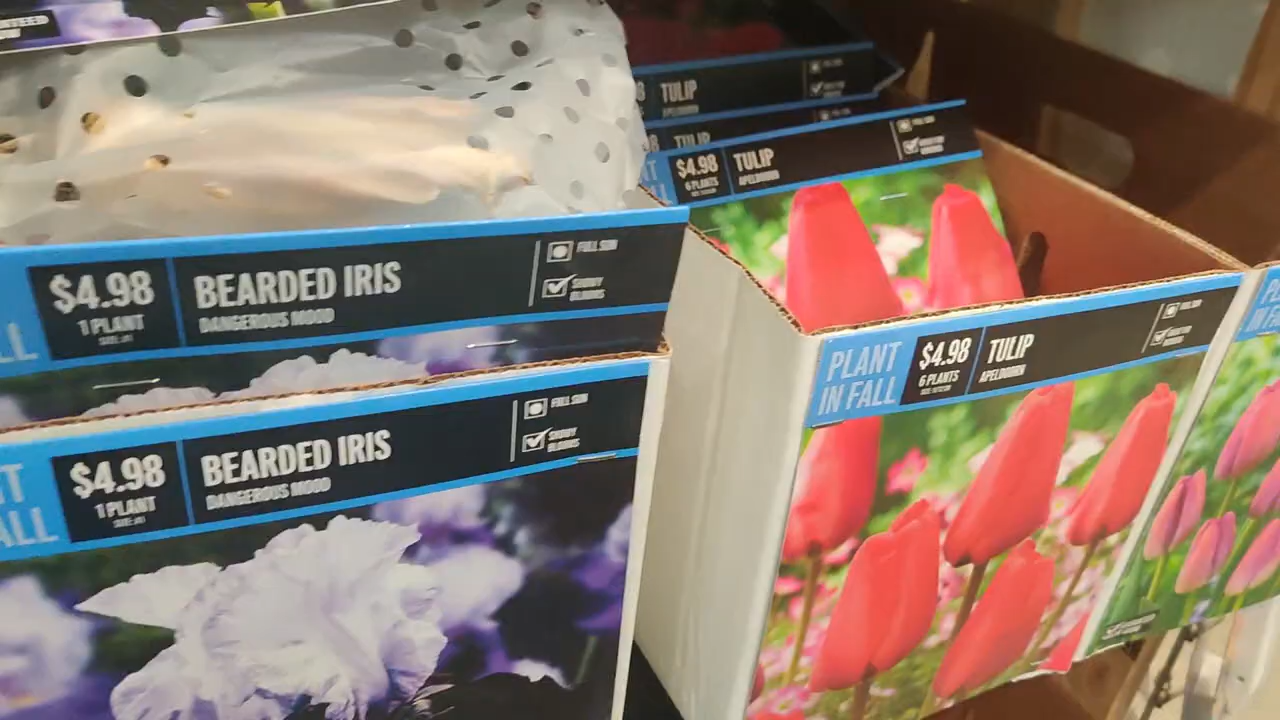 TULIP
TULIP
$4.98
6 PLANTS
TULIP
APELDOORN
$4.98
1 PLANT
BEARDED IRIS
DANGEROUS MOOD
FULL SUN
SHOWY
BLOOMS
PLANT
IN FALL
$4.98
6 PLANTS
TULIP
APELDOORN
$4.98
1 PLANT
BEARDED IRIS
DANGEROUS MOOD
FULL SUN
SHOWY
BLOOMS